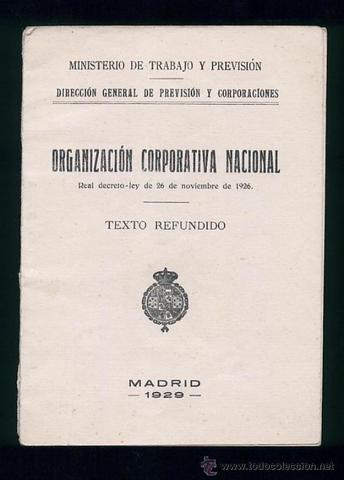 MINISTERIO DE TRABAJO Y PREVISIÓN
DIRECCIÓN GENERAL DE PREVISIÓN Y CORPORACIONES
ORGANIZACIÓN CORPORATIVA NACIONAL
Real decreto-ley de 26 de noviembre de 1926.
TEXTO REFUNDIDO
MADRID
— 1929 —
© www.todocoleccion.net